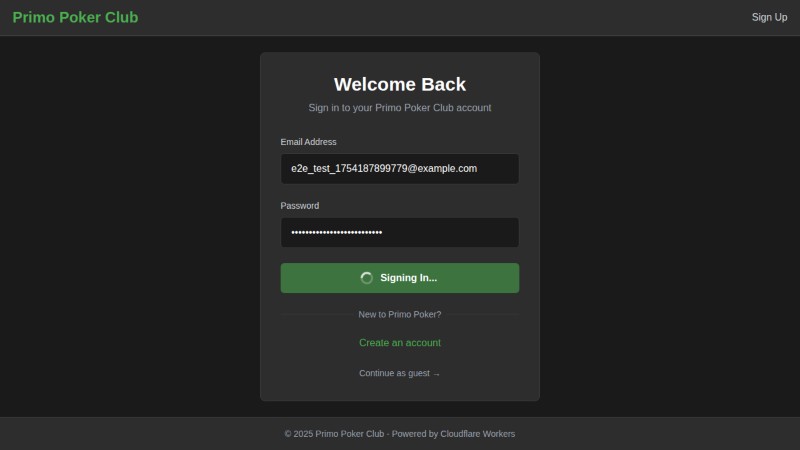 Primo Poker Club
Sign Up
Welcome Back
Sign in to your Primo Poker Club account
Email Address
e2e_test_1754187899779@example.com
Password
••••••••••••••••••••••••••
Signing In...
New to Primo Poker?
Create an account
Continue as guest →
© 2025 Primo Poker Club - Powered by Cloudflare Workers